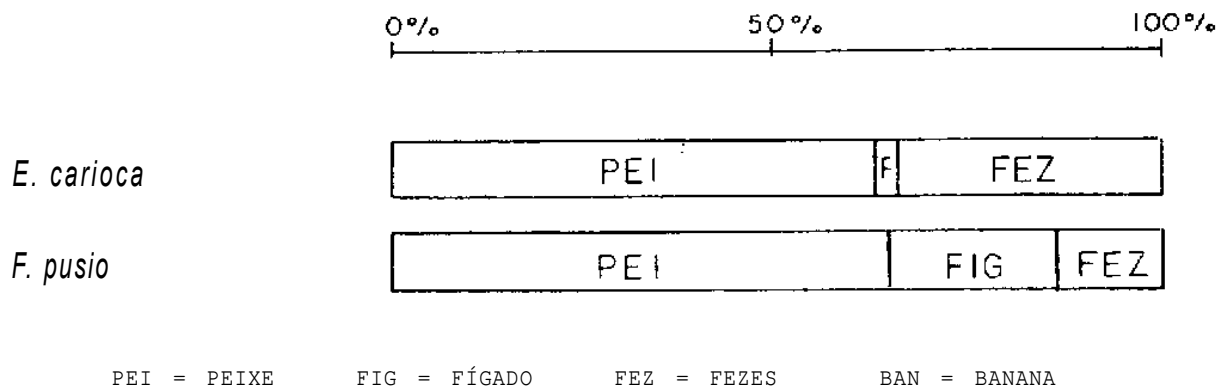 0% 50% 100%
E. carioca PEI F FEZ
F. pusio PEI FIG FEZ
PEI = PEIXE FIG = FÍGADO FEZ = FEZES BAN = BANANA